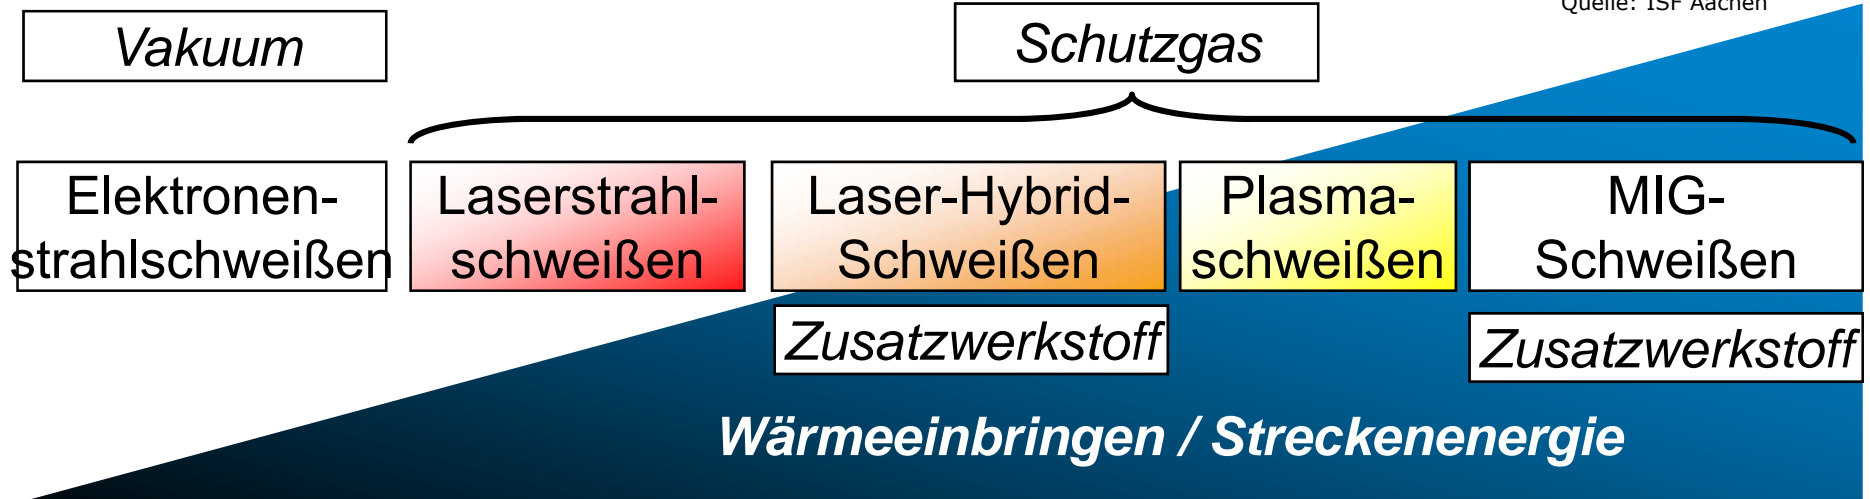 Quelle: ISF Aachen
Vakuum
Schutzgas
Elektronen-
strahlschweißen
Laserstrahl-
schweißen
Laser-Hybrid-
Schweißen
Plasma-
schweißen
MIG-
Schweißen
Zusatzwerkstoff
Zusatzwerkstoff
Wärmeeinbringen / Streckenenergie